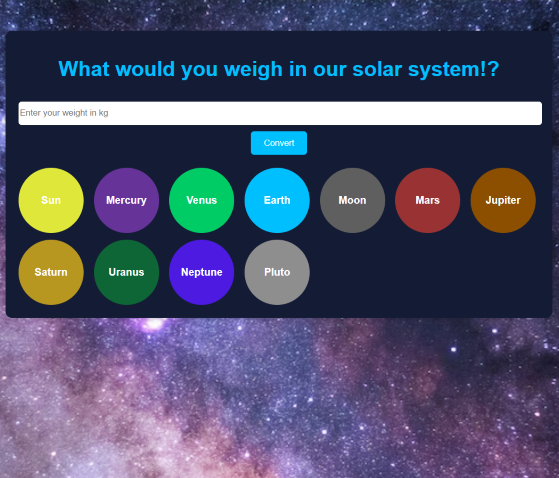 What would you weigh in our solar system!?
Enter your weight in kg
Convert
Sun Mercury Venus Earth Moon Mars Jupiter
Saturn Uranus Neptune Pluto